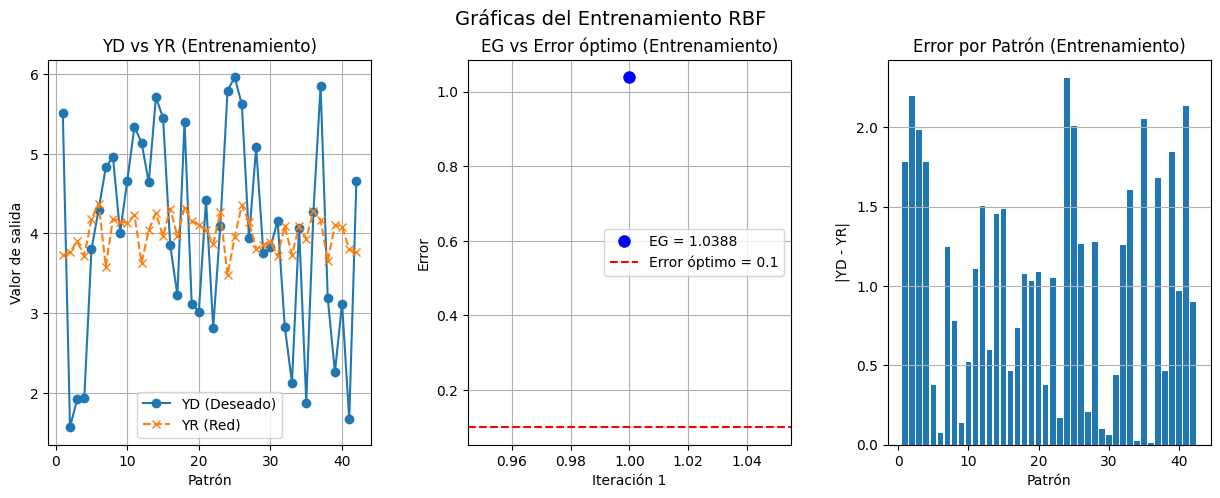 Gráficas del Entrenamiento RBF
YD vs YR (Entrenamiento)
Valor de salida
6
5
4
3
2
0
10
20
30
40
Patrón
YD (Deseado)
YR (Red)
EG vs Error óptimo (Entrenamiento)
Error
1.0
0.8
0.6
0.4
0.2
0.96
0.98
1.00
1.02
1.04
Iteración 1
EG = 1.0388
Error óptimo = 0.1
Error por Patrón (Entrenamiento)
|YD - YR|
2.0
1.5
1.0
0.5
0.0
0
10
20
30
40
Patrón